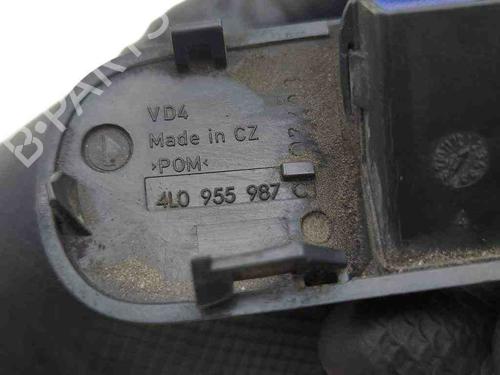 B-PARTS
VD4
Made in CZ
>POM<
4L0 955 987 C